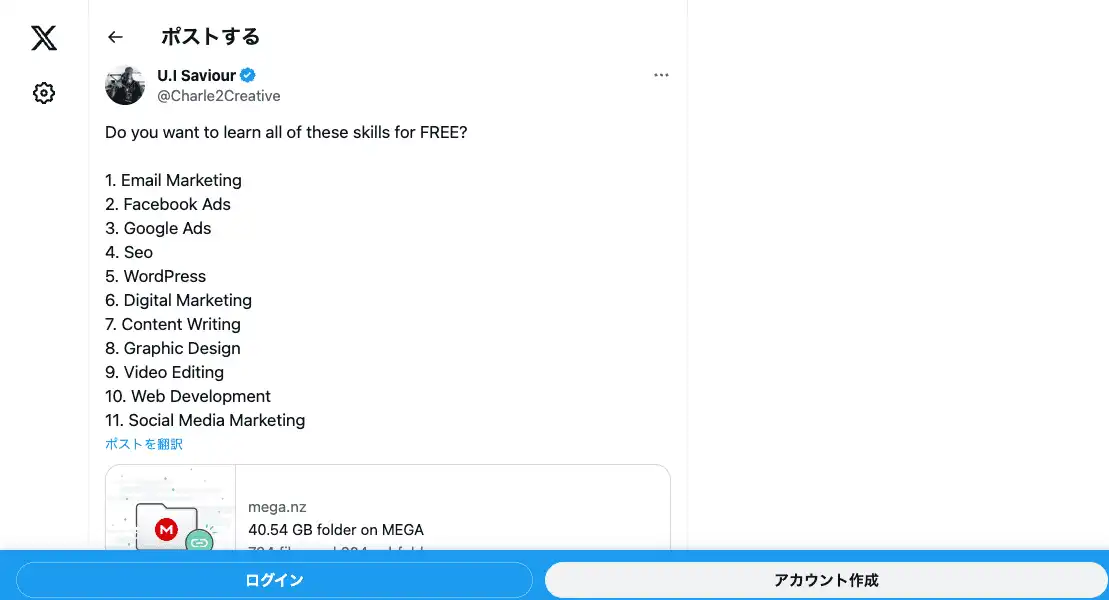 ポストする
U.I Saviour
@Charle2Creative
Do you want to learn all of these skills for FREE?
1. Email Marketing
2. Facebook Ads
3. Google Ads
4. Seo
5. WordPress
6. Digital Marketing
7. Content Writing
8. Graphic Design
9. Video Editing
10. Web Development
11. Social Media Marketing
ポストを翻訳
mega.nz
40.54 GB folder on MEGA
ログイン
アカウント作成